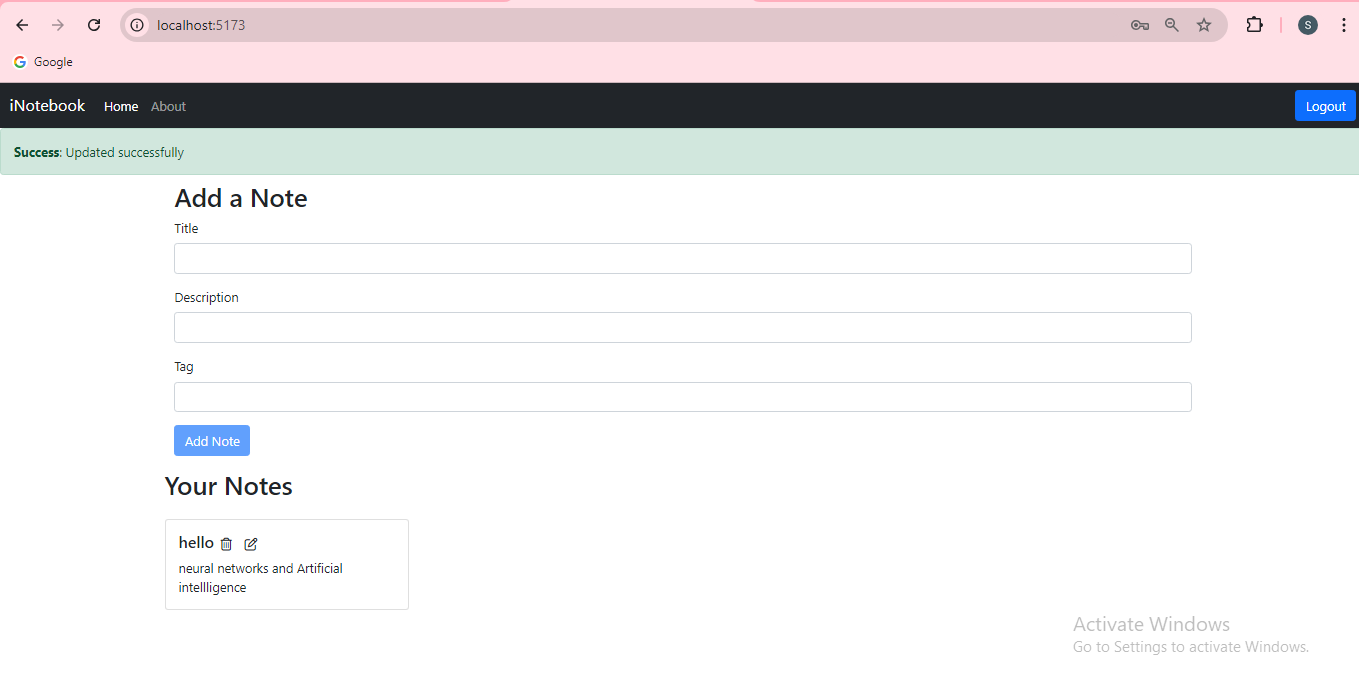 localhost:5173
S
Google
iNotebook Home About Logout
Success: Updated successfully
Add a Note
Title
Description
Tag
Add Note
Your Notes
hello
neural networks and Artificial
intellligence
Activate Windows
Go to Settings to activate Windows.